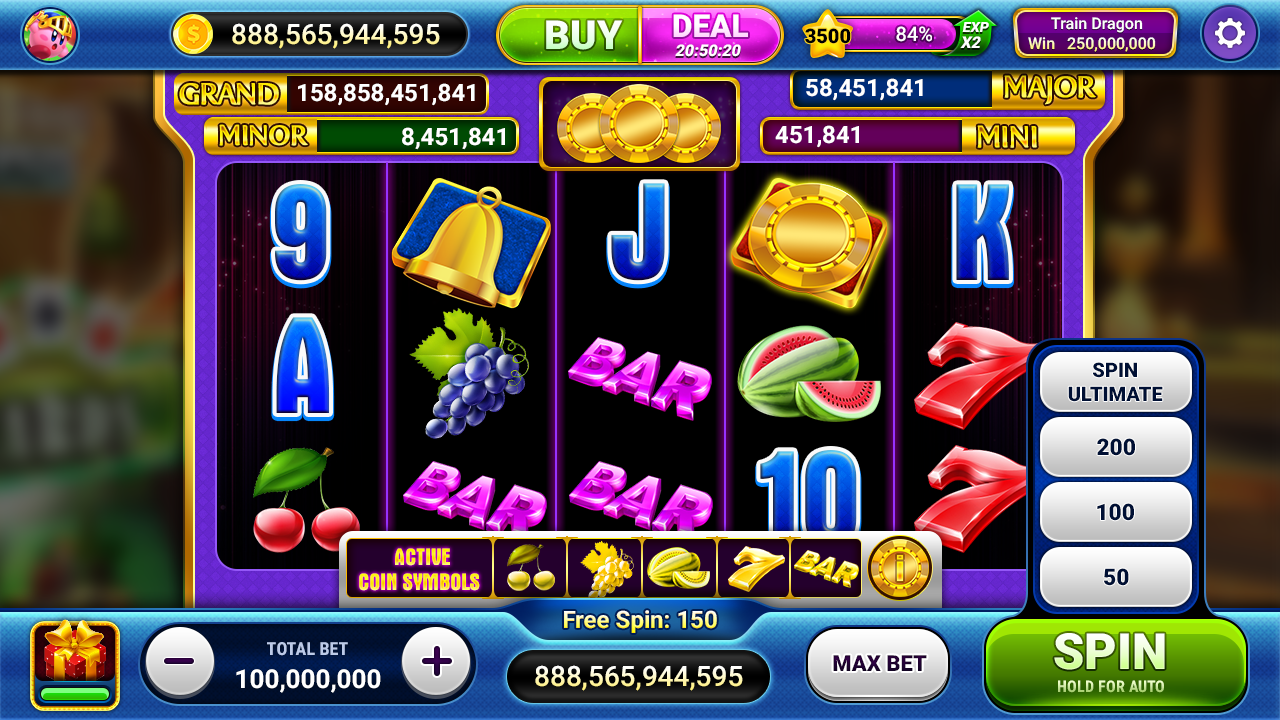 888,565,944,595
BUY
DEAL
20:50:20
3500
84%
EXP
X2
Train Dragon
Win 250,000,000
GRAND 158,858,451,841
58,451,841 MAJOR
MINOR 8,451,841
451,841 MINI
9
J
K
A
BAR
BAR
BAR
10
7
7
SPIN
ULTIMATE
200
100
50
ACTIVE
COIN SYMBOLS
7
BAR
i
Free Spin: 150
TOTAL BET
100,000,000
888,565,944,595
MAX BET
SPIN
HOLD FOR AUTO